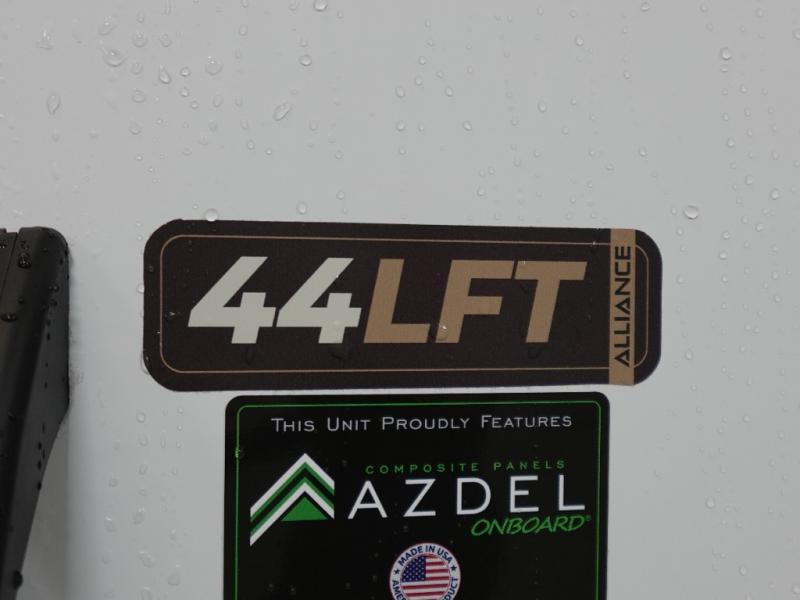 44LFT
ALLIANCE
This Unit Proudly Features
COMPOSITE PANELS
AZDEL
ONBOARD®
MADE IN USA